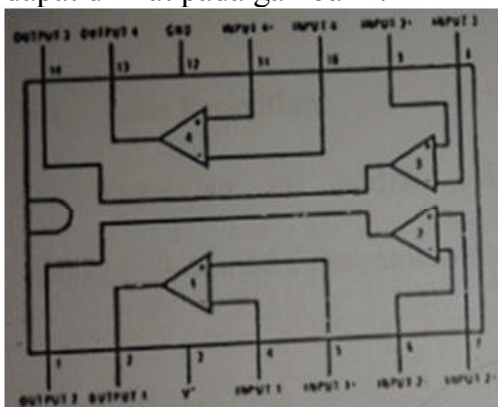 dapat dilihat pada gambar
OUTPUT 3 OUTPUT 4 GND INPUT 4+ INPUT 4 INPUT 3+ INPUT 3
14 13 12 11 10 9 8
4
3
2
1
1 2 3 4 5 6 7
OUTPUT 2 OUTPUT 1 V+ INPUT 1 INPUT 1+ INPUT 2- INPUT 2+